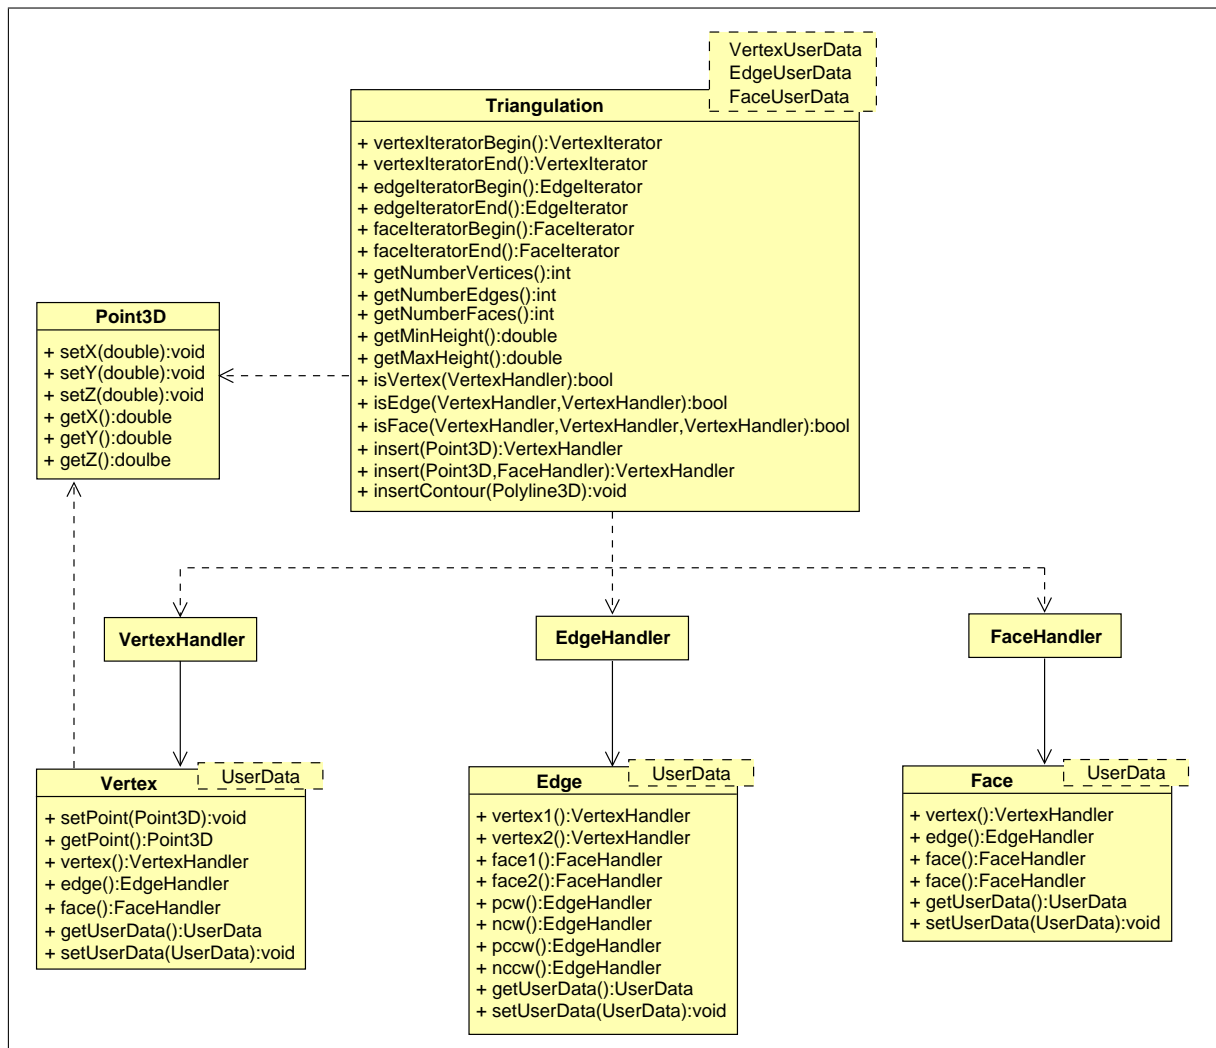 VertexUserData
EdgeUserData
FaceUserData
Triangulation
+ vertexIteratorBegin():VertexIterator
+ vertexIteratorEnd():VertexIterator
+ edgeIteratorBegin():EdgeIterator
+ edgeIteratorEnd():EdgeIterator
+ faceIteratorBegin():FaceIterator
+ faceIteratorEnd():FaceIterator
+ getNumberVertices():int
+ getNumberEdges():int
+ getNumberFaces():int
+ getMinHeight():double
+ getMaxHeight():double
+ isVertex(VertexHandler):bool
+ isEdge(VertexHandler,VertexHandler):bool
+ isFace(VertexHandler,VertexHandler,VertexHandler):bool
+ insert(Point3D):VertexHandler
+ insert(Point3D,FaceHandler):VertexHandler
+ insertContour(Polyline3D):void
Point3D
+ setX(double):void
+ setY(double):void
+ setZ(double):void
+ getX():double
+ getY():double
+ getZ():doulbe
VertexHandler
EdgeHandler
FaceHandler
Vertex
UserData
+ setPoint(Point3D):void
+ getPoint():Point3D
+ vertex():VertexHandler
+ edge():EdgeHandler
+ face():FaceHandler
+ getUserData():UserData
+ setUserData(UserData):void
Edge
UserData
+ vertex1():VertexHandler
+ vertex2():VertexHandler
+ face1():FaceHandler
+ face2():FaceHandler
+ pcw():EdgeHandler
+ ncw():EdgeHandler
+ pccw():EdgeHandler
+ nccw():EdgeHandler
+ getUserData():UserData
+ setUserData(UserData):void
Face
UserData
+ vertex():VertexHandler
+ edge():EdgeHandler
+ face():FaceHandler
+ face():FaceHandler
+ getUserData():UserData
+ setUserData(UserData):void